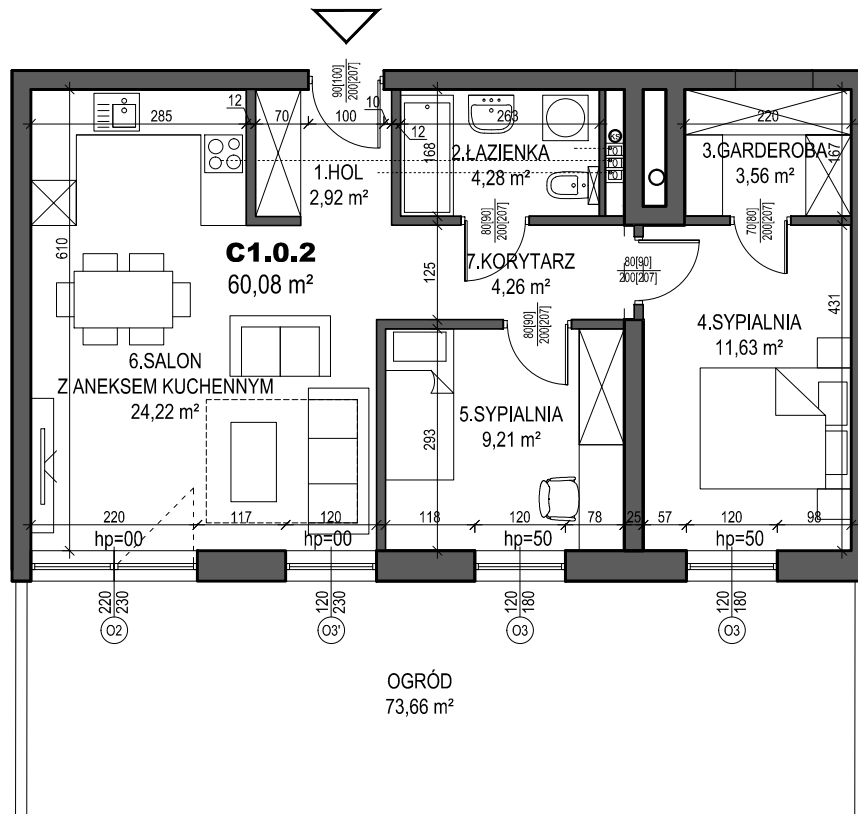 90[100]
200[207]
12
10
285
70
100
12
263
220
168
167
1.HOL
2,92 m²
2.ŁAZIENKA
4,28 m²
3.GARDEROBA
3,56 m²
80[90]
200[207]
70[80]
200[207]
C1.0.2
60,08 m²
610
125
7.KORYTARZ
4,26 m²
80[90]
200[207]
80[90]
200[207]
431
4.SYPIALNIA
11,63 m²
6.SALON
Z ANEKSEM KUCHENNYM
24,22 m²
5.SYPIALNIA
9,21 m²
293
220
117
120
118
120
78
25
57
120
98
hp=00
hp=00
hp=50
hp=50
220
230
120
230
120
180
120
180
O2
O3'
O3
O3
OGRÓD
73,66 m²